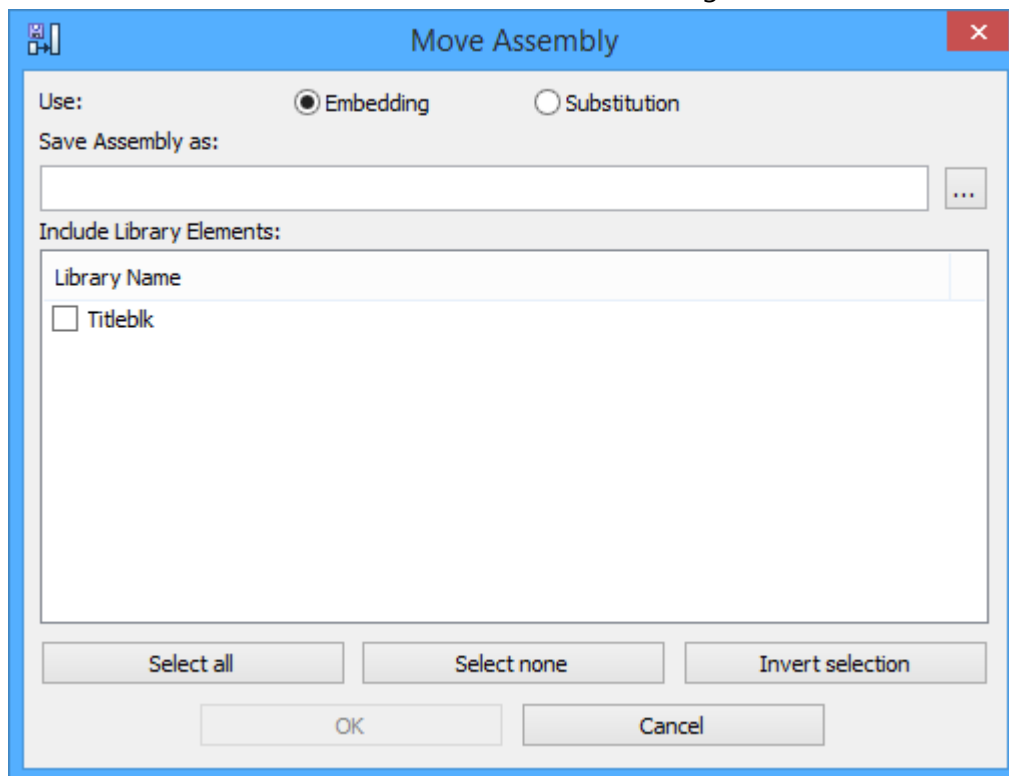 Move Assembly
Use: Embedding Substitution
Save Assembly as:
...
Include Library Elements:
Library Name
Titleblk
Select all Select none Invert selection
OK Cancel